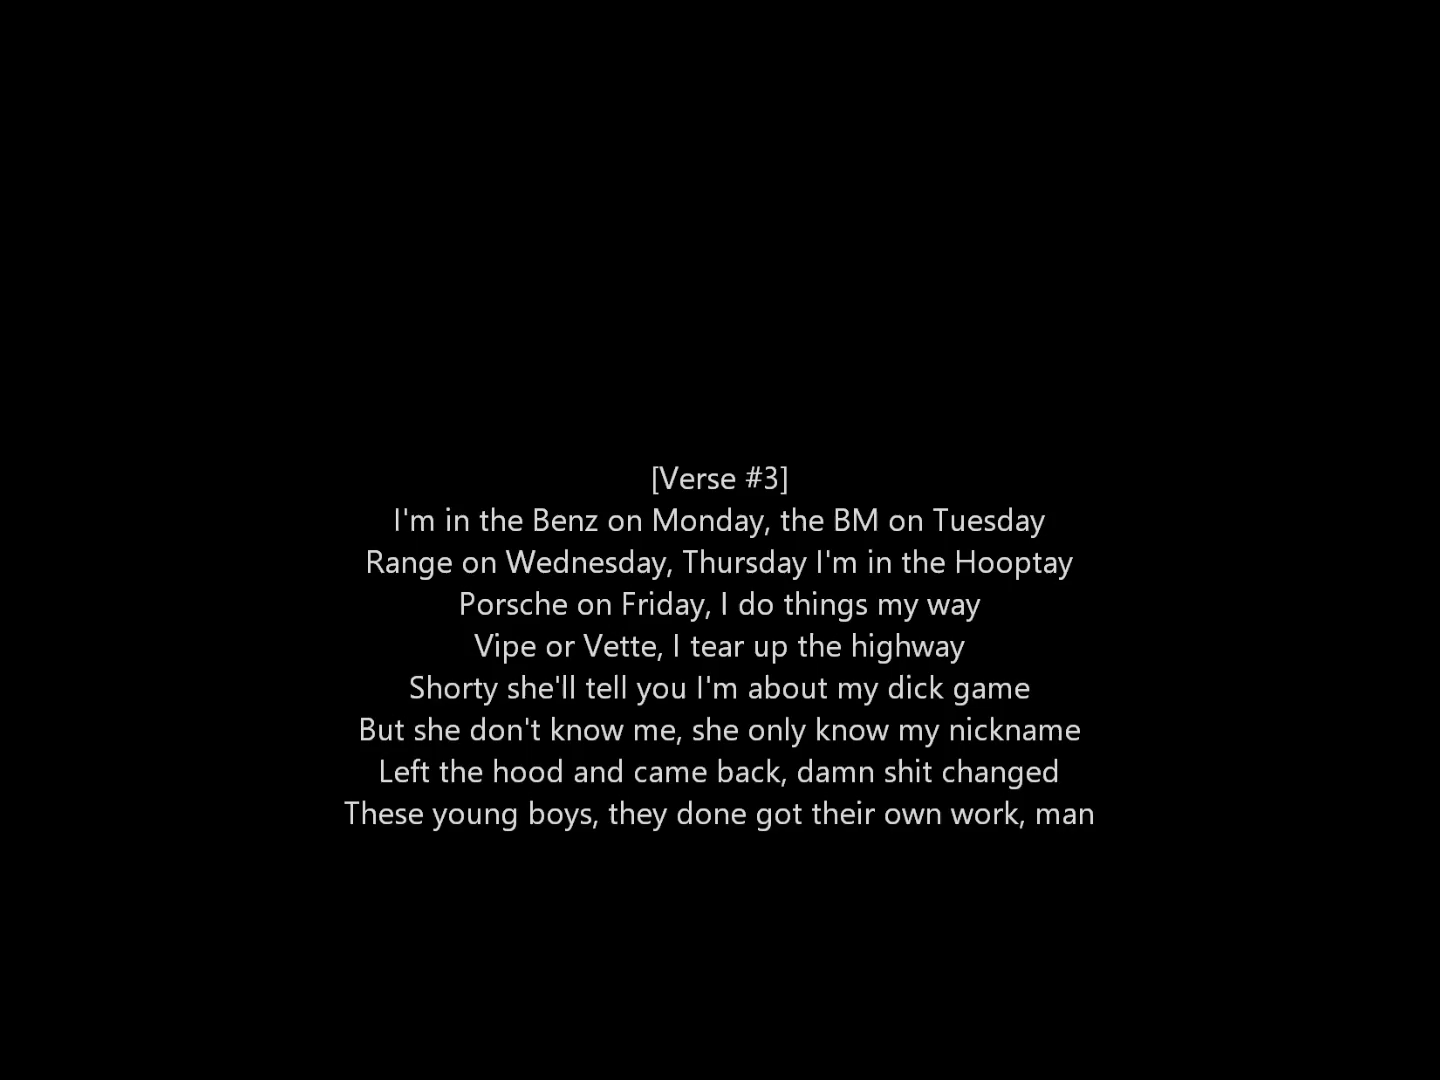 [Verse #3]
I'm in the Benz on Monday, the BM on Tuesday
Range on Wednesday, Thursday I'm in the Hooptay
Porsche on Friday, I do things my way
Vipe or Vette, I tear up the highway
Shorty she'll tell you I'm about my dick game
But she don't know me, she only know my nickname
Left the hood and came back, damn shit changed
These young boys, they done got their own work, man